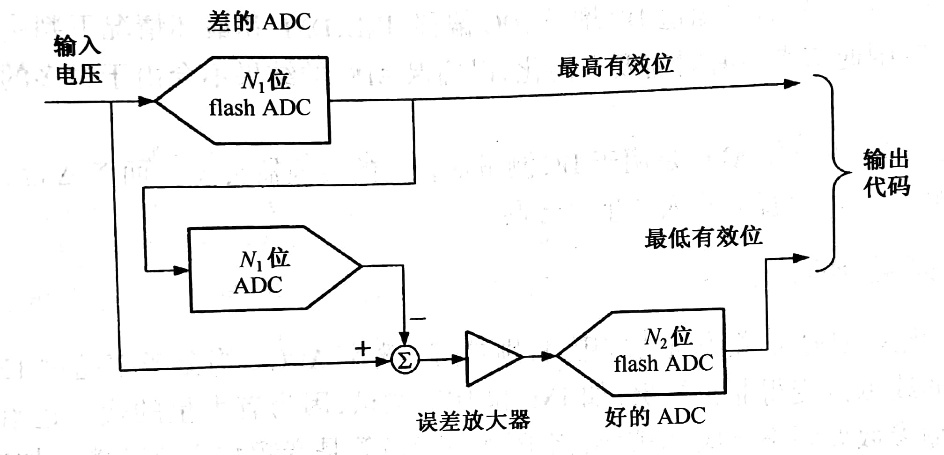 差的 ADC
输入
电压
N₁位
flash ADC
最高有效位
输出
代码
N₁位
ADC
最低有效位
−
+
Σ
N₂位
flash ADC
误差放大器
好的 ADC